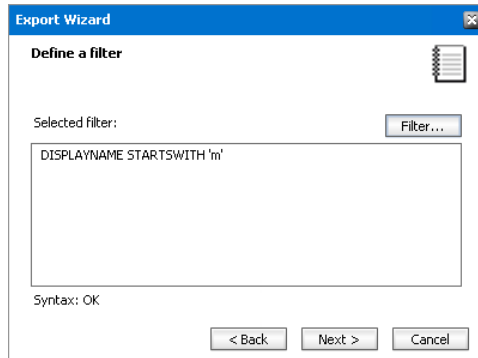 Export Wizard
Define a filter
Selected filter:
Filter...
DISPLAYNAME STARTSWITH 'm'
Syntax: OK
< Back Next > Cancel